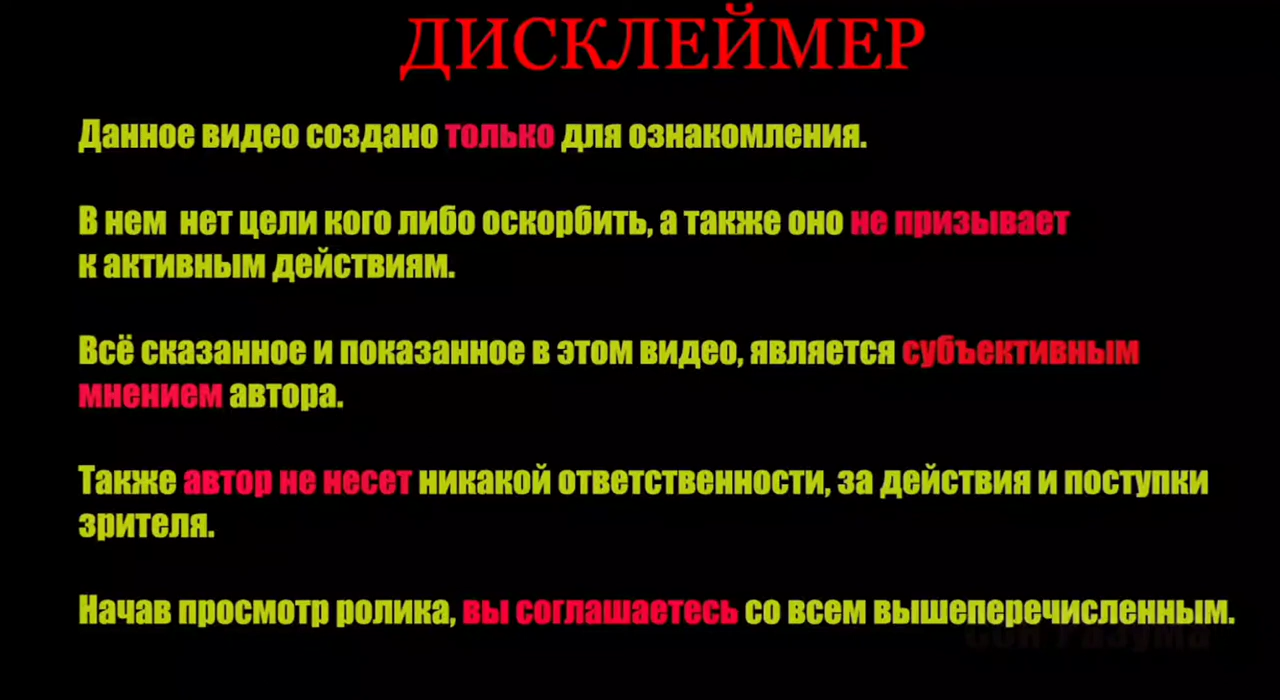 ДИСКЛЕЙМЕР
Данное видео создано только для ознакомления.
В нем нет цели кого либо оскорбить, а также оно не призывает
к активным действиям.
Всё сказанное и показанное в этом видео, является субъективным
мнением автора.
Также автор не несет никакой ответственности, за действия и поступки
зрителя.
Начав просмотр ролика, вы соглашаетесь со всем вышеперечисленным.
Сон Разума